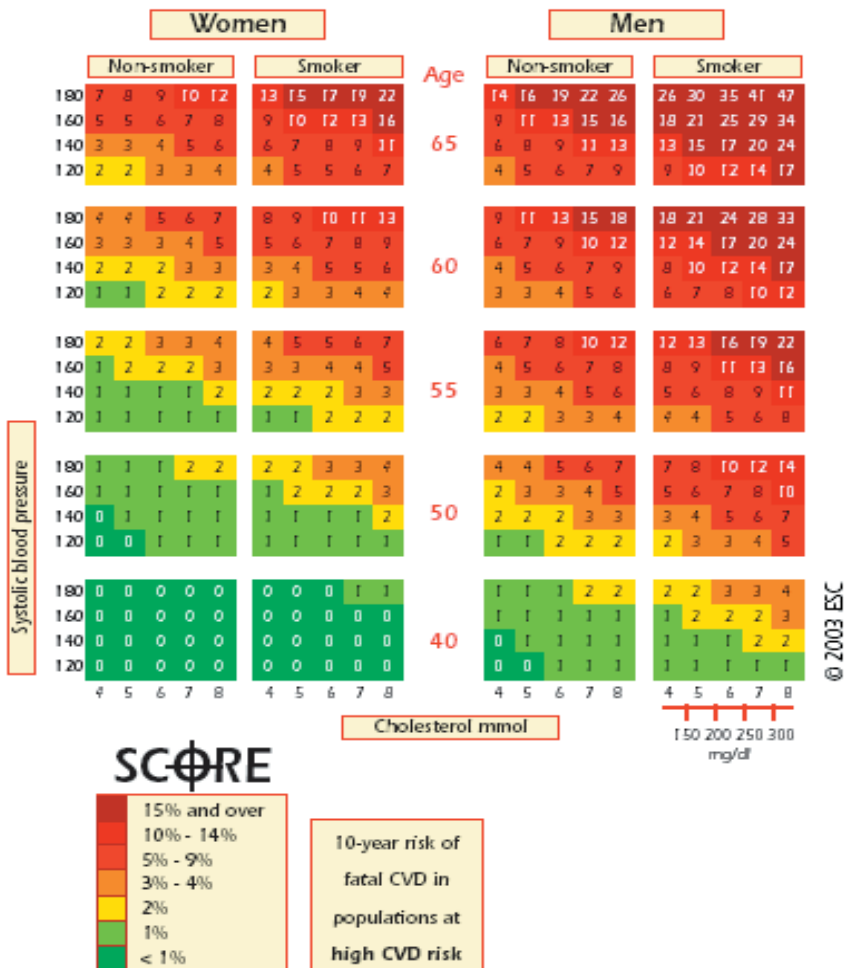 Women Men
Non-smoker Smoker Age Non-smoker Smoker
180 7 8 9 10 12 13 15 17 19 22 14 16 19 22 26 26 30 35 41 47
160 5 5 6 7 8 9 10 12 13 16 9 11 13 15 16 18 21 25 29 34
140 3 3 4 5 6 6 7 8 9 11 65 6 8 9 11 13 13 15 17 20 24
120 2 2 3 3 4 4 5 5 6 7 4 5 6 7 9 9 10 12 14 17
180 4 4 5 6 7 8 9 10 11 13 9 11 13 15 18 18 21 24 28 33
160 3 3 3 4 5 5 6 7 8 9 6 7 9 10 12 12 14 17 20 24
140 2 2 2 3 3 3 4 5 5 6 60 4 5 6 7 9 8 10 12 14 17
120 1 1 2 2 2 2 3 3 4 4 3 3 4 5 6 6 7 8 10 12
180 2 2 3 3 4 4 5 5 6 7 6 7 8 10 12 12 13 16 19 22
160 1 2 2 2 3 3 3 4 4 5 4 5 6 7 8 8 9 11 13 16
140 1 1 1 1 2 2 2 2 3 3 55 3 3 4 5 6 5 6 8 9 11
120 1 1 1 1 1 1 1 2 2 2 2 2 3 3 4 4 4 5 6 8
180 1 1 1 2 2 2 2 3 3 4 4 4 5 6 7 7 8 10 12 14
160 1 1 1 1 1 1 2 2 2 3 2 3 3 4 5 5 6 7 8 10
140 0 1 1 1 1 1 1 1 1 2 50 2 2 2 3 3 3 4 5 6 7
120 0 0 1 1 1 1 1 1 1 1 1 1 2 2 2 2 3 3 4 5
180 0 0 0 0 0 0 0 0 1 1 1 1 1 2 2 2 2 3 3 4
160 0 0 0 0 0 0 0 0 0 0 1 1 1 1 1 1 2 2 2 3
140 0 0 0 0 0 0 0 0 0 0 40 0 1 1 1 1 1 1 1 2 2
120 0 0 0 0 0 0 0 0 0 0 0 0 1 1 1 1 1 1 1 1
4 5 6 7 8 4 5 6 7 8 4 5 6 7 8 4 5 6 7 8
Systolic blood pressure
© 2003 ESC
Cholesterol mmol
150 200 250 300
mg/dl
SCORE
15% and over
10% - 14%
5% - 9%
3% - 4%
2%
1%
< 1%
10-year risk of
fatal CVD in
populations at
high CVD risk